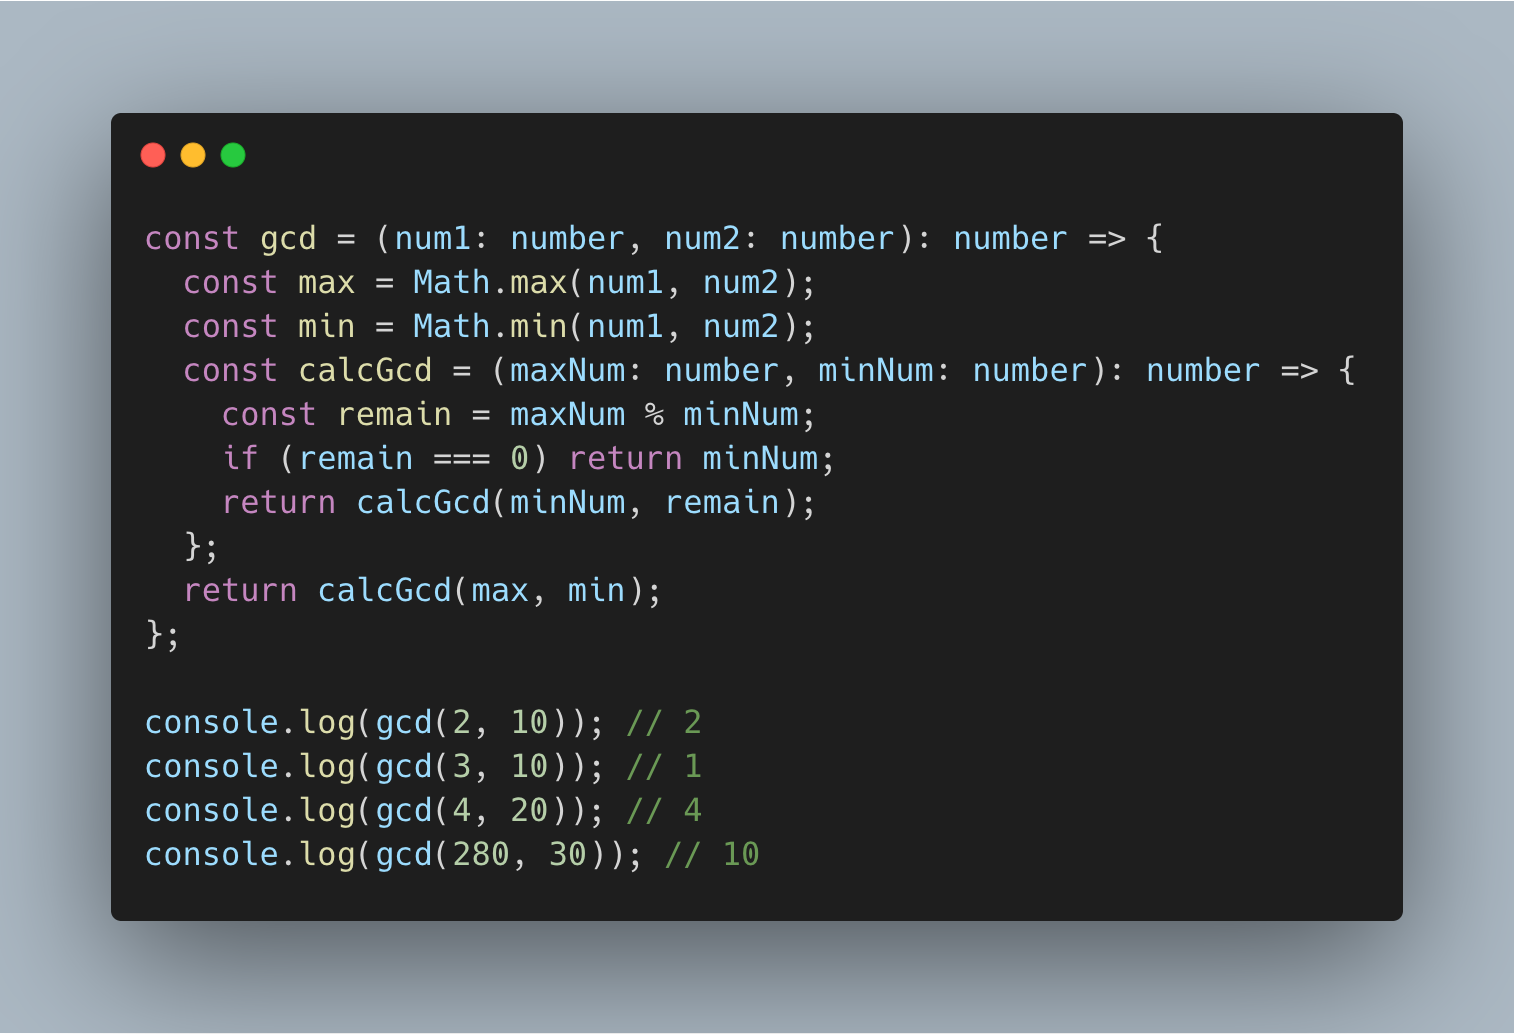 const gcd = (num1: number, num2: number): number => {
  const max = Math.max(num1, num2);
  const min = Math.min(num1, num2);
  const calcGcd = (maxNum: number, minNum: number): number => {
    const remain = maxNum % minNum;
    if (remain === 0) return minNum;
    return calcGcd(minNum, remain);
  };
  return calcGcd(max, min);
};

console.log(gcd(2, 10)); // 2
console.log(gcd(3, 10)); // 1
console.log(gcd(4, 20)); // 4
console.log(gcd(280, 30)); // 10